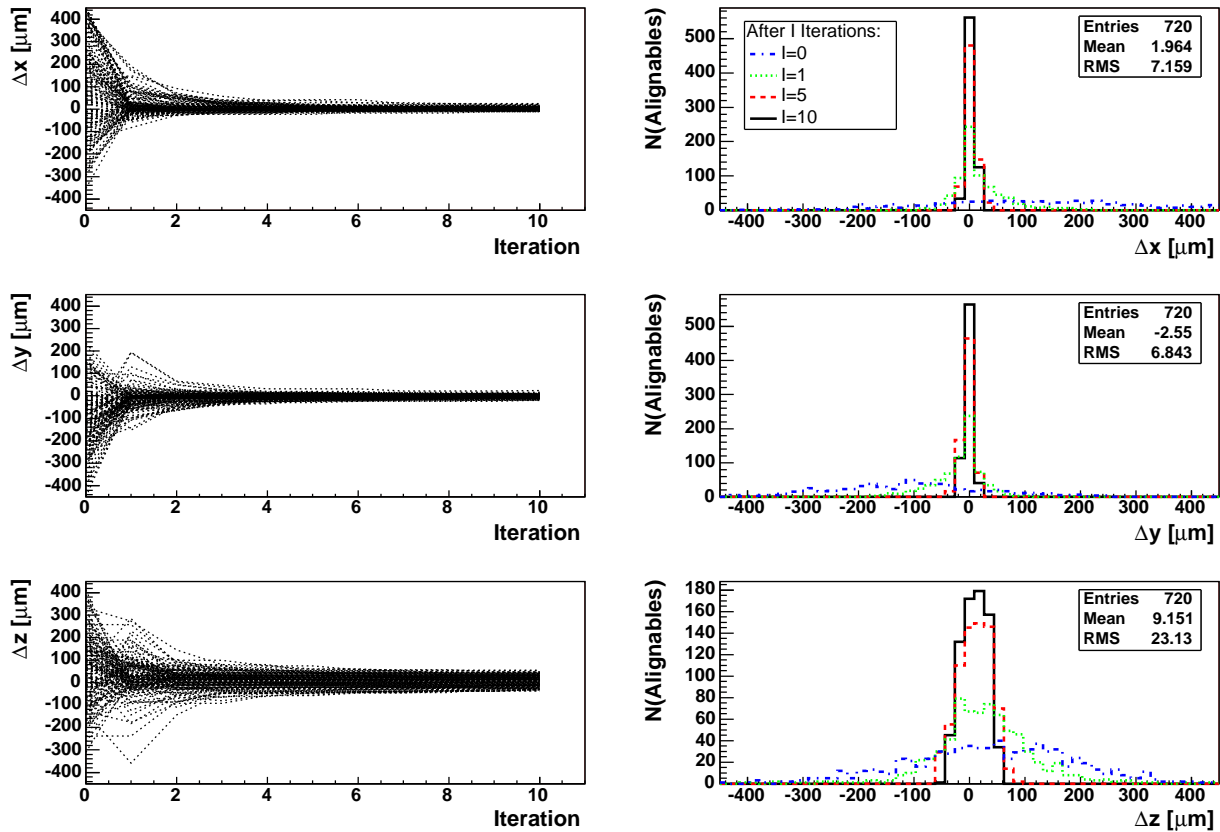 Δx [μm]
400
300
200
100
0
-100
-200
-300
-400
0 2 4 6 8 10
Iteration
N(Alignables)
500
400
300
200
100
0
After I Iterations:
I=0
I=1
I=5
I=10
Entries 720
Mean 1.964
RMS 7.159
-400 -300 -200 -100 0 100 200 300 400
Δx [μm]
Δy [μm]
400
300
200
100
0
-100
-200
-300
-400
0 2 4 6 8 10
Iteration
N(Alignables)
500
400
300
200
100
0
Entries 720
Mean -2.55
RMS 6.843
-400 -300 -200 -100 0 100 200 300 400
Δy [μm]
Δz [μm]
400
300
200
100
0
-100
-200
-300
-400
0 2 4 6 8 10
Iteration
N(Alignables)
180
160
140
120
100
80
60
40
20
0
Entries 720
Mean 9.151
RMS 23.13
-400 -300 -200 -100 0 100 200 300 400
Δz [μm]